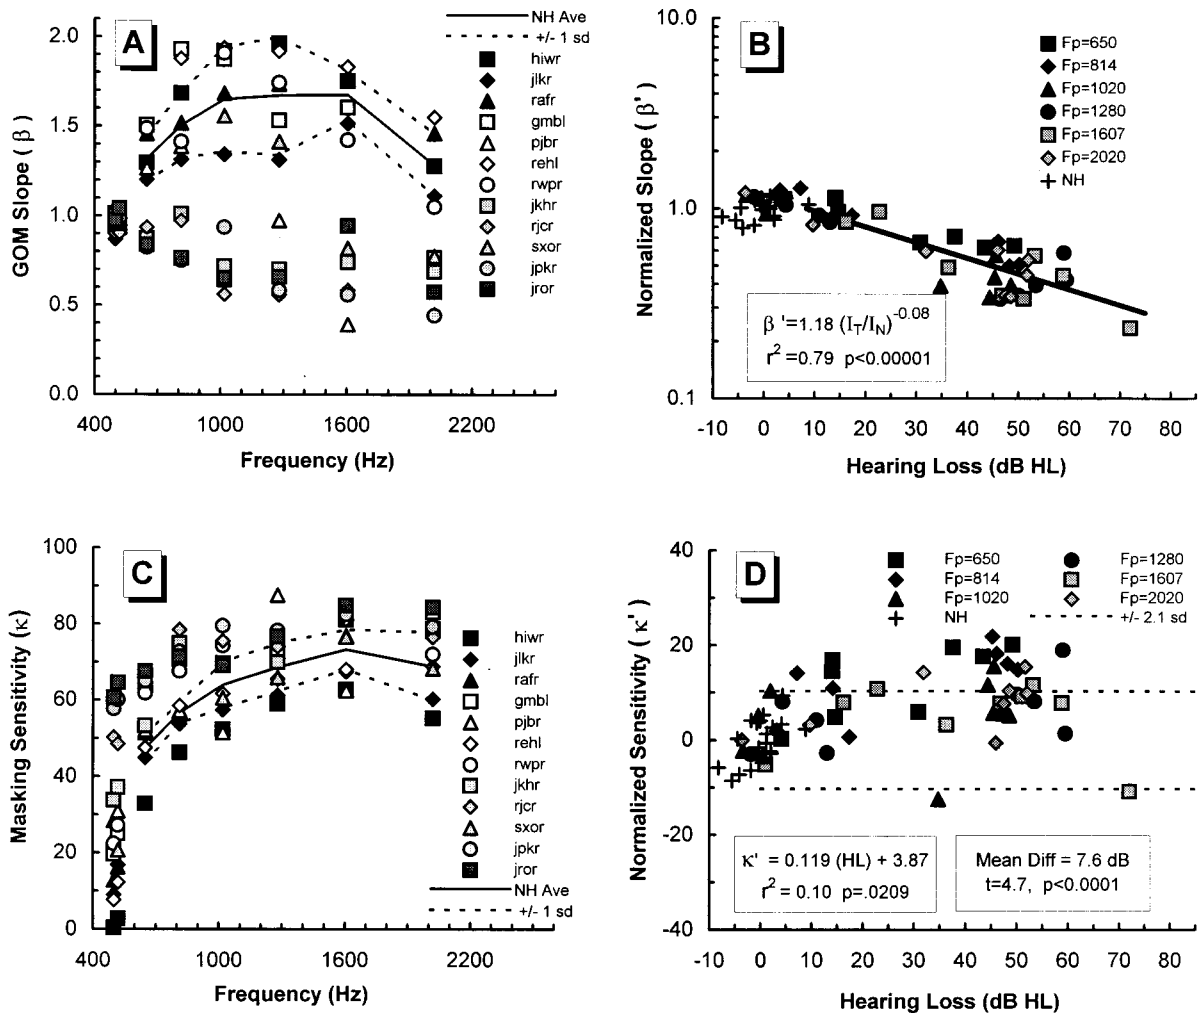 A
GOM Slope ( β )
2.0
1.5
1.0
0.5
0.0
400
1000
1600
2200
Frequency (Hz)
NH Ave
+/- 1 sd
hiwr
jlkr
rafr
gmbl
pjbr
rehl
rwpr
jkhr
rjcr
sxor
jpkr
jror
B
Normalized Slope ( β' )
10.0
1.0
0.1
-10
0
10
20
30
40
50
60
70
80
Hearing Loss (dB HL)
Fp=650
Fp=814
Fp=1020
Fp=1280
Fp=1607
Fp=2020
NH
β '=1.18 (I_T/I_N)^-0.08
r^2 =0.79 p<0.00001
C
Masking Sensitivity (κ)
100
80
60
40
20
0
400
1000
1600
2200
Frequency (Hz)
hiwr
jlkr
rafr
gmbl
pjbr
rehl
rwpr
jkhr
rjcr
sxor
jpkr
jror
NH Ave
+/- 1 sd
D
Normalized Sensitivity ( κ' )
40
20
0
-20
-40
-10
0
10
20
30
40
50
60
70
80
Hearing Loss (dB HL)
Fp=650
Fp=814
Fp=1020
NH
Fp=1280
Fp=1607
Fp=2020
+/- 2.1 sd
κ' = 0.119 (HL) + 3.87
r^2 = 0.10 p=.0209
Mean Diff = 7.6 dB
t=4.7, p<0.0001